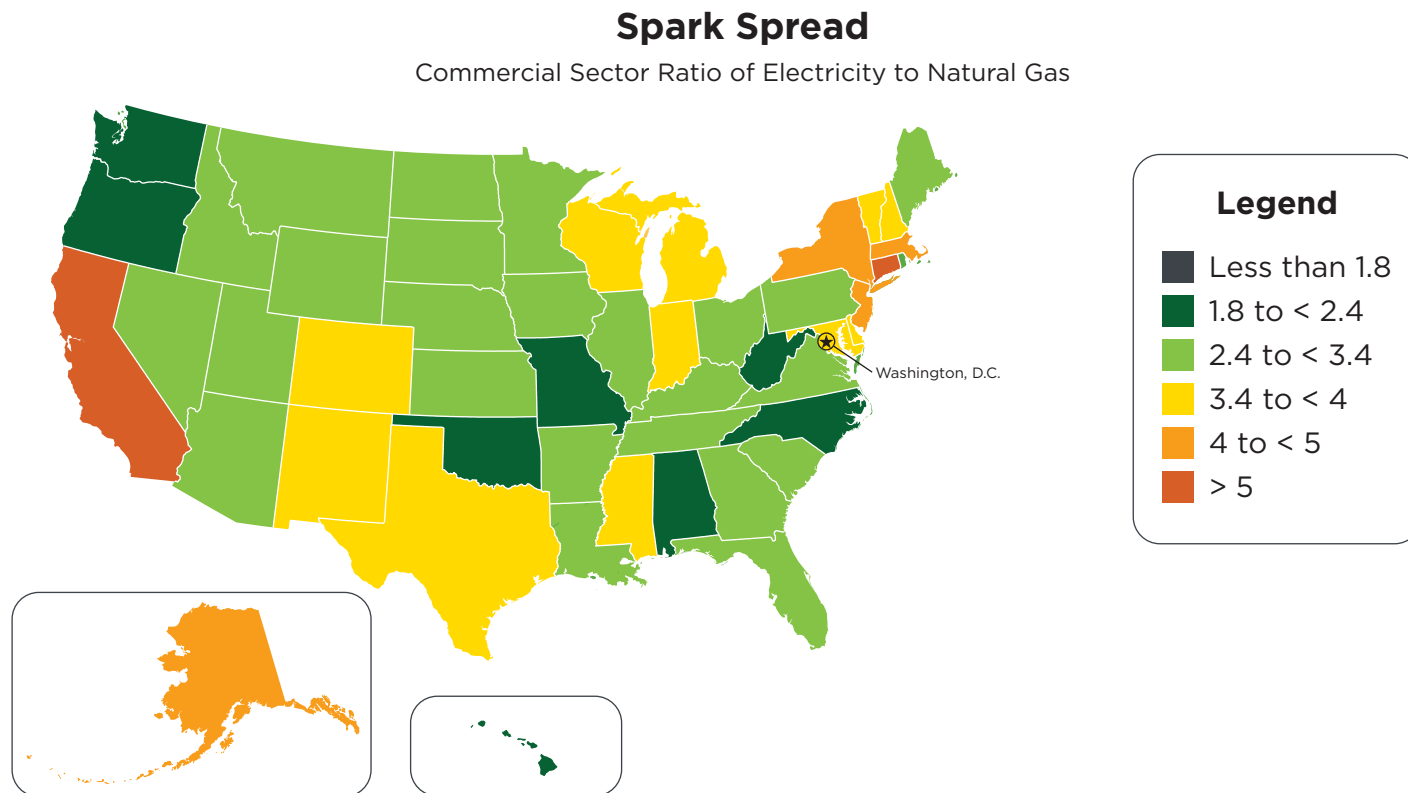 Spark Spread
Commercial Sector Ratio of Electricity to Natural Gas
Washington, D.C.
Legend
Less than 1.8
1.8 to < 2.4
2.4 to < 3.4
3.4 to < 4
4 to < 5
> 5